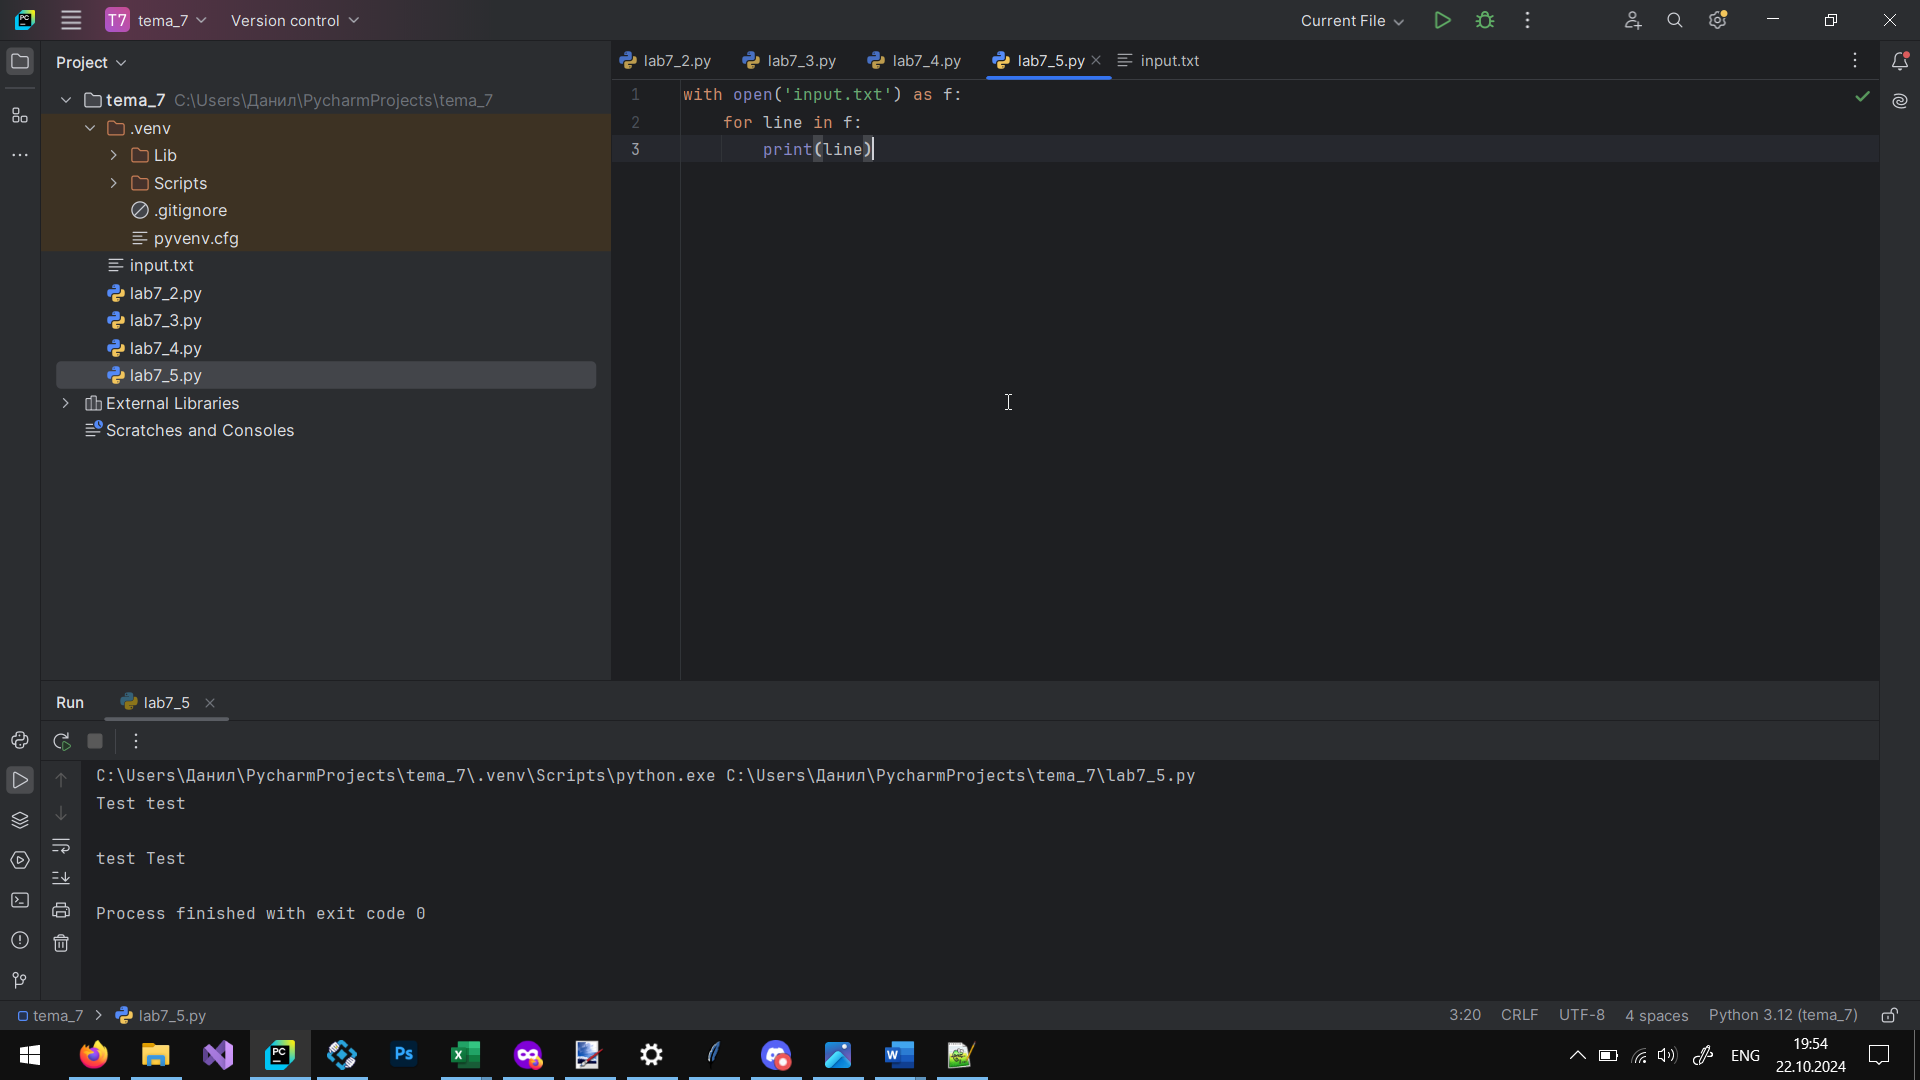 T7 tema_7 Version control Current File
Project
lab7_2.py lab7_3.py lab7_4.py lab7_5.py input.txt
tema_7 C:\Users\Данил\PycharmProjects\tema_7
.venv
Lib
Scripts
.gitignore
pyvenv.cfg
input.txt
lab7_2.py
lab7_3.py
lab7_4.py
lab7_5.py
External Libraries
Scratches and Consoles
1 with open('input.txt') as f:
2 for line in f:
3 print(line)
Run lab7_5
C:\Users\Данил\PycharmProjects\tema_7\.venv\Scripts\python.exe C:\Users\Данил\PycharmProjects\tema_7\lab7_5.py
Test test
test Test
Process finished with exit code 0
tema_7 > lab7_5.py 3:20 CRLF UTF-8 4 spaces Python 3.12 (tema_7)
ENG 19:54
22.10.2024